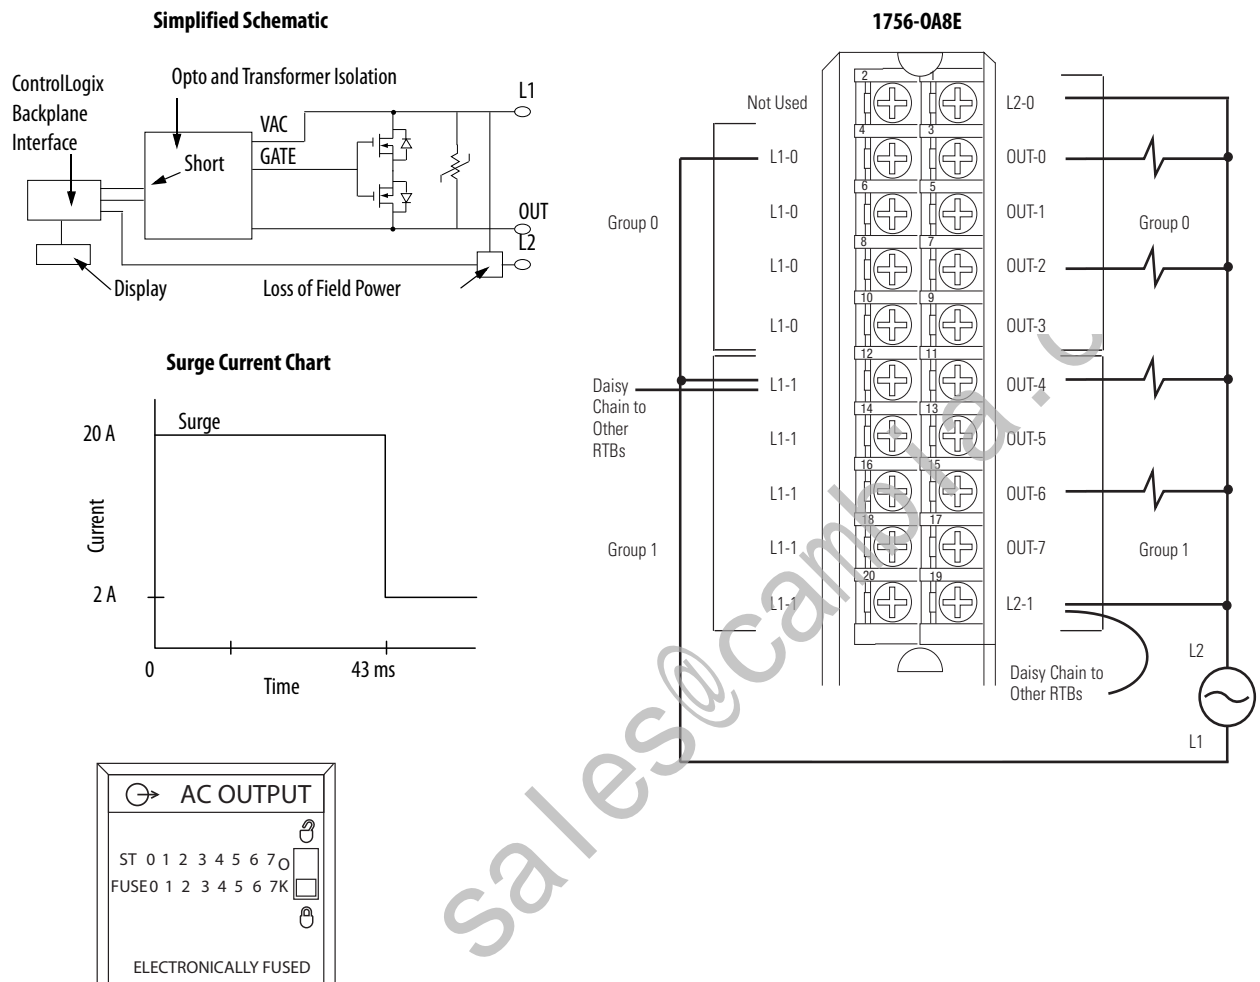 Simplified Schematic
ControlLogix
Backplane
Interface
Opto and Transformer Isolation
VAC
GATE
Short
L1
OUT
L2
Display
Loss of Field Power
Surge Current Chart
20 A
Surge
Current
2 A
0
43 ms
Time
AC OUTPUT
ST 0 1 2 3 4 5 6 7 O
FUSE 0 1 2 3 4 5 6 7 K
ELECTRONICALLY FUSED
1756-OA8E
Not Used
2
1
L2-0
L1-0
4
3
OUT-0
L1-0
6
5
OUT-1
Group 0
Group 0
L1-0
8
7
OUT-2
L1-0
10
9
OUT-3
Daisy
Chain to
Other
RTBs
L1-1
12
11
OUT-4
L1-1
14
13
OUT-5
L1-1
16
15
OUT-6
Group 1
L1-1
18
17
OUT-7
Group 1
L1-1
20
19
L2-1
Daisy Chain to
Other RTBs
L2
L1
sales@cambia.c